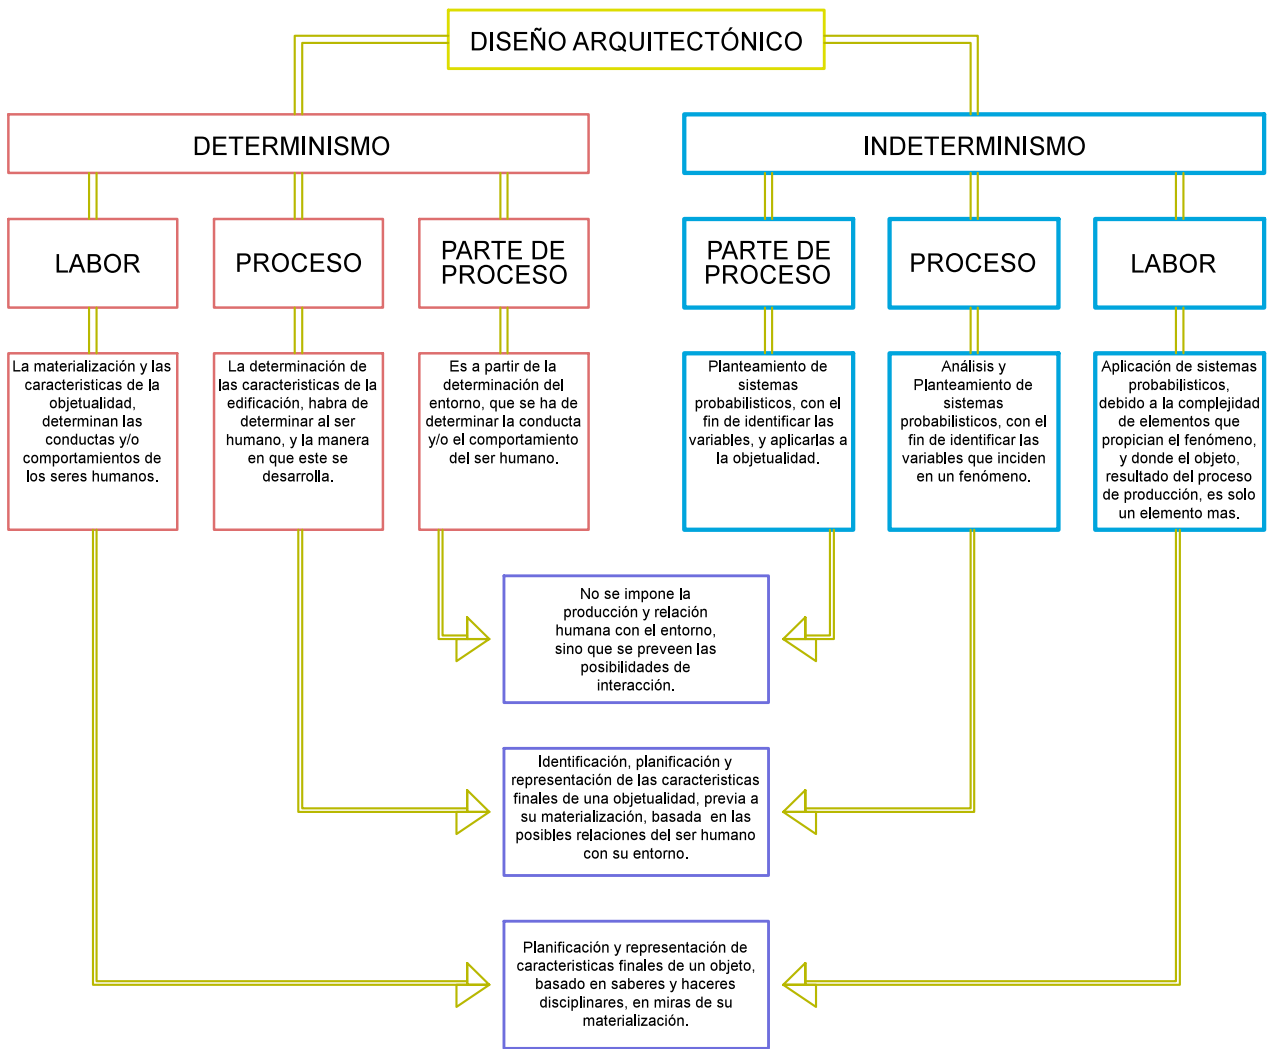 DISEÑO ARQUITECTÓNICO
DETERMINISMO
INDETERMINISMO
LABOR
PROCESO
PARTE DE
PROCESO
PARTE DE
PROCESO
PROCESO
LABOR
La materialización y las
caracteristicas de la
objetualidad,
determinan las
conductas y/o
comportamientos de
los seres humanos.
La determinación de
las caracteristicas de la
edificación, habra de
determinar al ser
humano, y la manera
en que este se
desarrolla.
Es a partir de la
determinación del
entorno, que se ha de
determinar la conducta
y/o el comportamiento
del ser humano.
Planteamiento de
sistemas
probabilisticos, con el
fin de identificar las
variables, y aplicarlas a
la objetualidad.
Análisis y
Planteamiento de
sistemas
probabilisticos, con el
fin de identificar las
variables que inciden
en un fenómeno.
Aplicación de sistemas
probabilisticos,
debido a la complejidad
de elementos que
propician el fenómeno,
y donde el objeto,
resultado del proceso
de producción, es solo
un elemento mas.
No se impone la
producción y relación
humana con el entorno,
sino que se preveen las
posibilidades de
interacción.
Identificación, planificación y
representación de las caracteristicas
finales de una objetualidad, previa a
su materialización, basada  en las
posibles relaciones del ser humano
con su entorno.
Planificación y representación de
caracteristicas finales de un objeto,
basado en saberes y haceres
disciplinares, en miras de su
materialización.